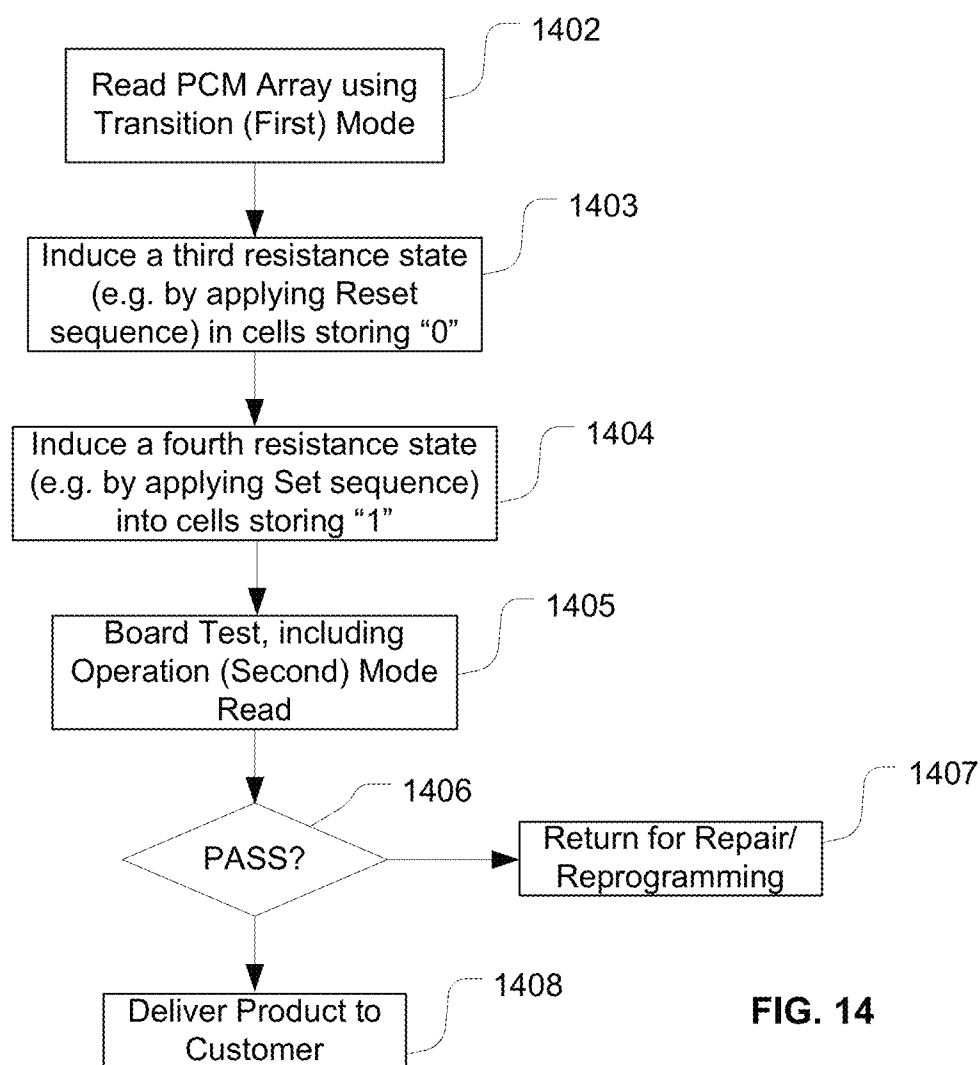 1402
Read PCM Array using
Transition (First) Mode
1403
Induce a third resistance state
(e.g. by applying Reset
sequence) in cells storing “0”
1404
Induce a fourth resistance state
(e.g. by applying Set sequence)
into cells storing “1”
1405
Board Test, including
Operation (Second) Mode
Read
1406
PASS?
1407
Return for Repair/
Reprogramming
1408
Deliver Product to
Customer
FIG. 14